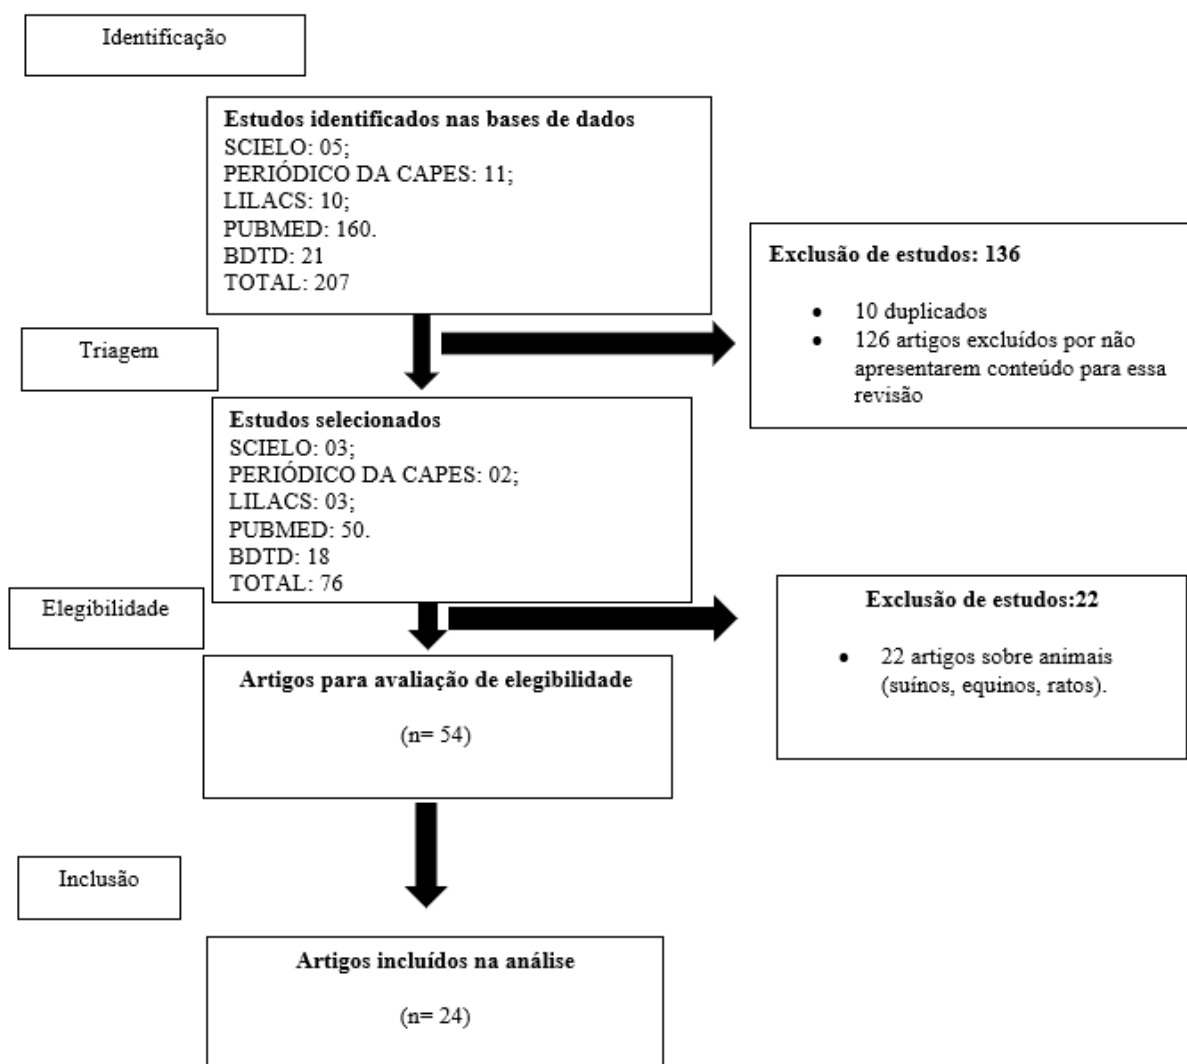 Identificação
Estudos identificados nas bases de dados
SCIELO: 05;
PERIÓDICO DA CAPES: 11;
LILACS: 10;
PUBMED: 160.
BDTD: 21
TOTAL: 207
Exclusão de estudos: 136
• 10 duplicados
• 126 artigos excluídos por não
apresentarem conteúdo para essa
revisão
Triagem
Estudos selecionados
SCIELO: 03;
PERIÓDICO DA CAPES: 02;
LILACS: 03;
PUBMED: 50.
BDTD: 18
TOTAL: 76
Elegibilidade
Exclusão de estudos:22
• 22 artigos sobre animais
(suínos, equinos, ratos).
Artigos para avaliação de elegibilidade
(n= 54)
Inclusão
Artigos incluídos na análise
(n= 24)